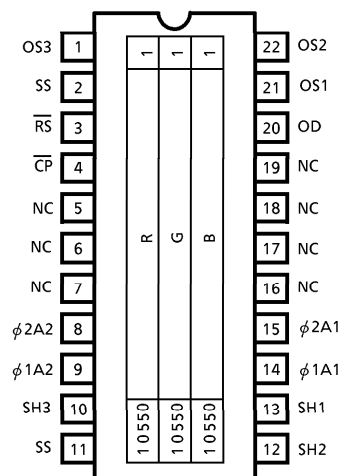 OS3 1 1 1 1 22 OS2
SS 2 21 OS1
R̅S̅ 3 20 OD
C̅P̅ 4 19 NC
NC 5 18 NC
NC 6 R G B 17 NC
NC 7 16 NC
ϕ2A2 8 15 ϕ2A1
ϕ1A2 9 14 ϕ1A1
SH3 10 13 SH1
10550 10550 10550
SS 11 12 SH2